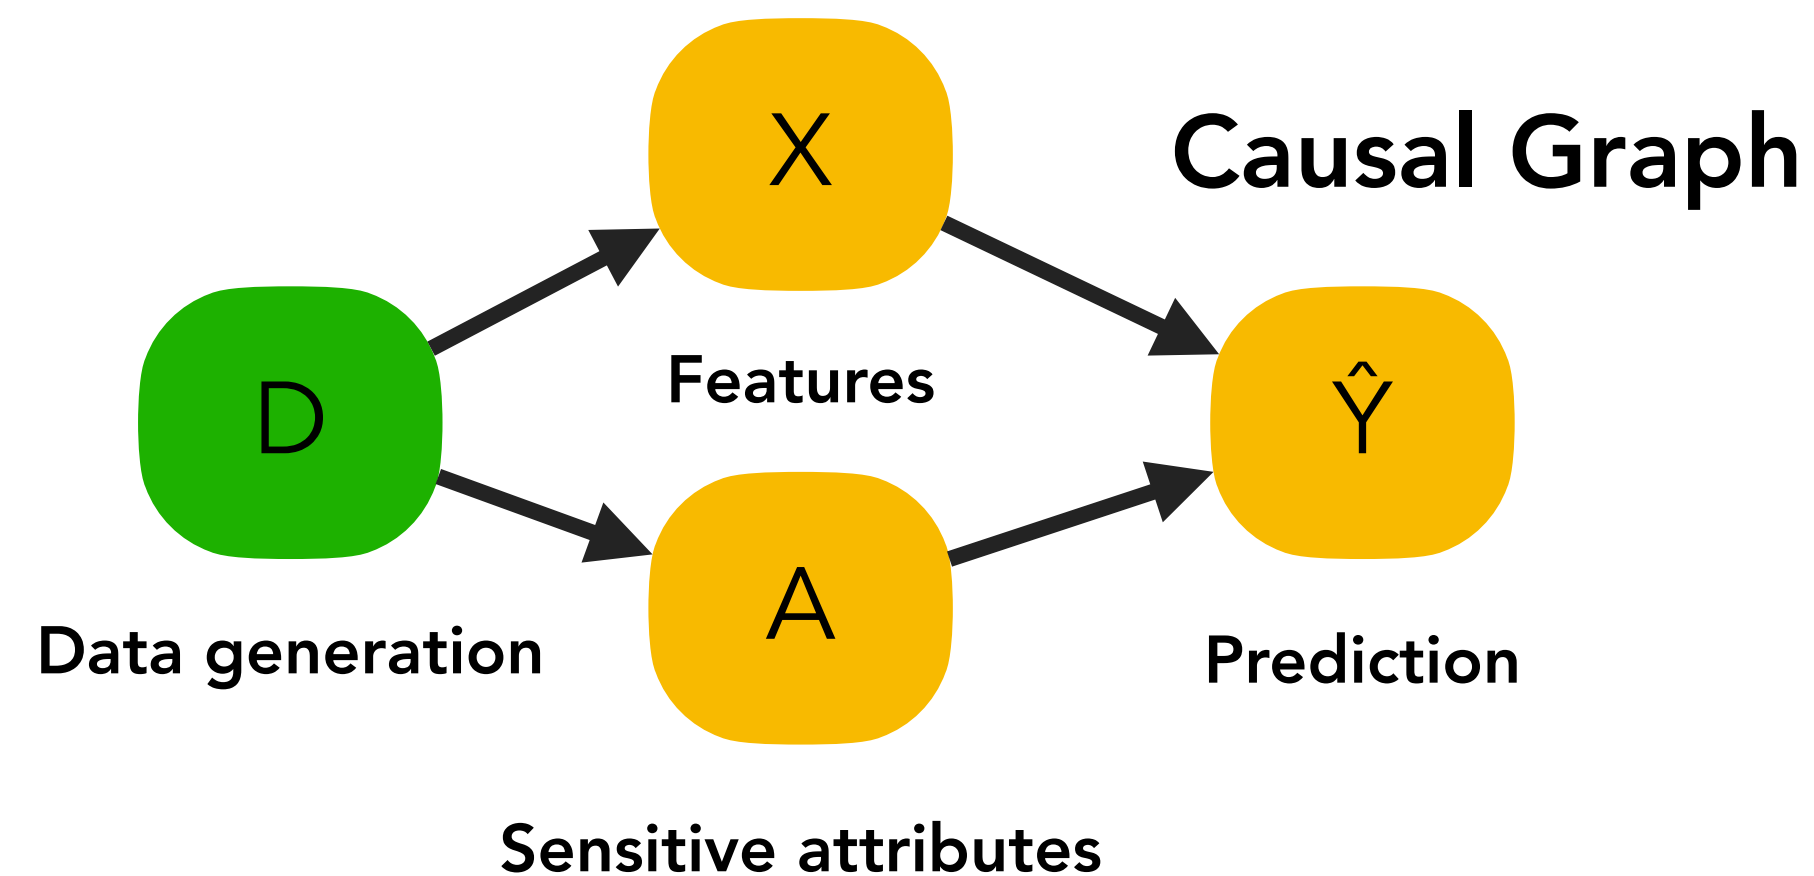 X
Causal Graph
D
Features
Ŷ
A
Data generation
Prediction
Sensitive attributes